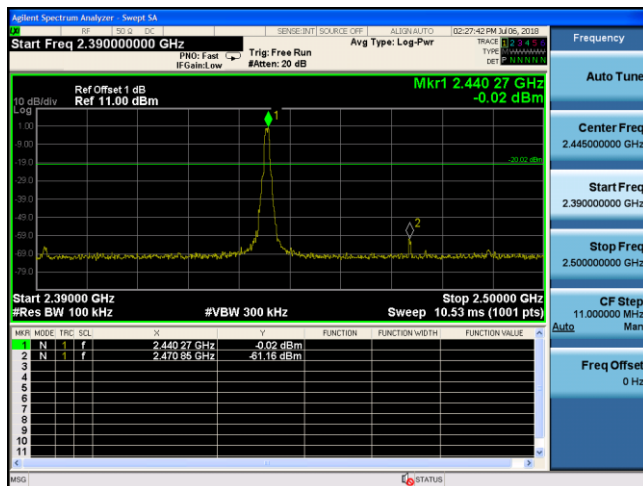 Agilent Spectrum Analyzer - Swept SA
RF 50 Ω DC SENSE:INT SOURCE OFF ALIGN AUTO 02:27:42 PM Jul 06, 2018
Start Freq 2.390000000 GHz
PNO: Fast
IFGain:Low
Trig: Free Run
#Atten: 20 dB
Avg Type: Log-Pwr
TRACE 1 2 3 4 5 6
TYPE
DET P N N N N N
Ref Offset 1 dB
10 dB/div Ref 11.00 dBm
Log
Mkr1 2.440 27 GHz
-0.02 dBm
1.00
-9.00
-19.0
-29.0
-39.0
-49.0
-59.0
-69.0
-79.0
1
-20.02 dBm
2
Start 2.39000 GHz Stop 2.50000 GHz
#Res BW 100 kHz #VBW 300 kHz Sweep 10.53 ms (1001 pts)
MKR MODE TRC SCL X Y FUNCTION FUNCTION WIDTH FUNCTION VALUE
1 N 1 f 2.440 27 GHz -0.02 dBm
2 N 1 f 2.470 85 GHz -61.16 dBm
3
4
5
6
7
8
9
10
11
MSG STATUS
Frequency
Auto Tune
Center Freq
2.445000000 GHz
Start Freq
2.390000000 GHz
Stop Freq
2.500000000 GHz
CF Step
11.000000 MHz
Auto Man
Freq Offset
0 Hz